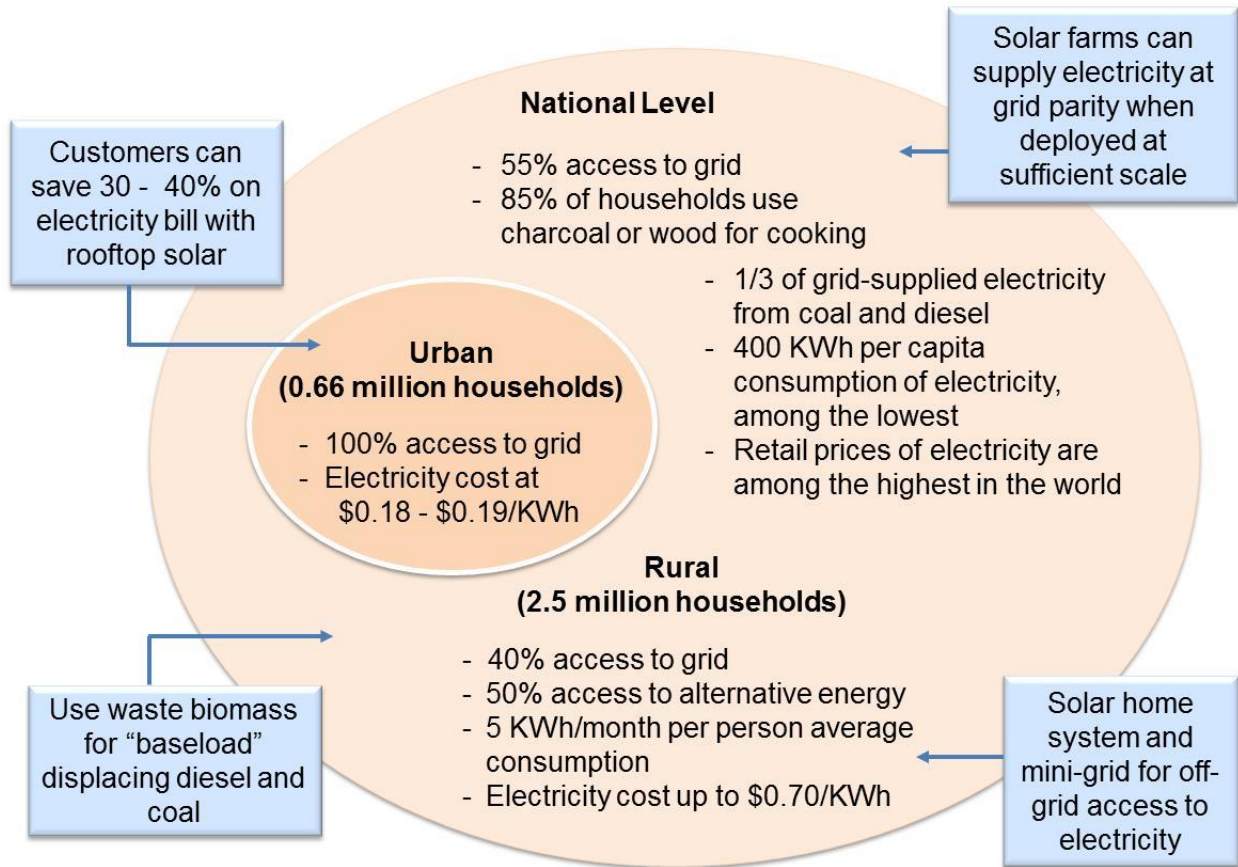 Solar farms can
supply electricity at
grid parity when
deployed at
sufficient scale
National Level
- 55% access to grid
- 85% of households use
charcoal or wood for cooking
Customers can
save 30 - 40% on
electricity bill with
rooftop solar
- 1/3 of grid-supplied electricity
from coal and diesel
- 400 KWh per capita
consumption of electricity,
among the lowest
- Retail prices of electricity are
among the highest in the world
Urban
(0.66 million households)
- 100% access to grid
- Electricity cost at
$0.18 - $0.19/KWh
Rural
(2.5 million households)
- 40% access to grid
- 50% access to alternative energy
- 5 KWh/month per person average
consumption
- Electricity cost up to $0.70/KWh
Use waste biomass
for “baseload”
displacing diesel and
coal
Solar home
system and
mini-grid for off-
grid access to
electricity